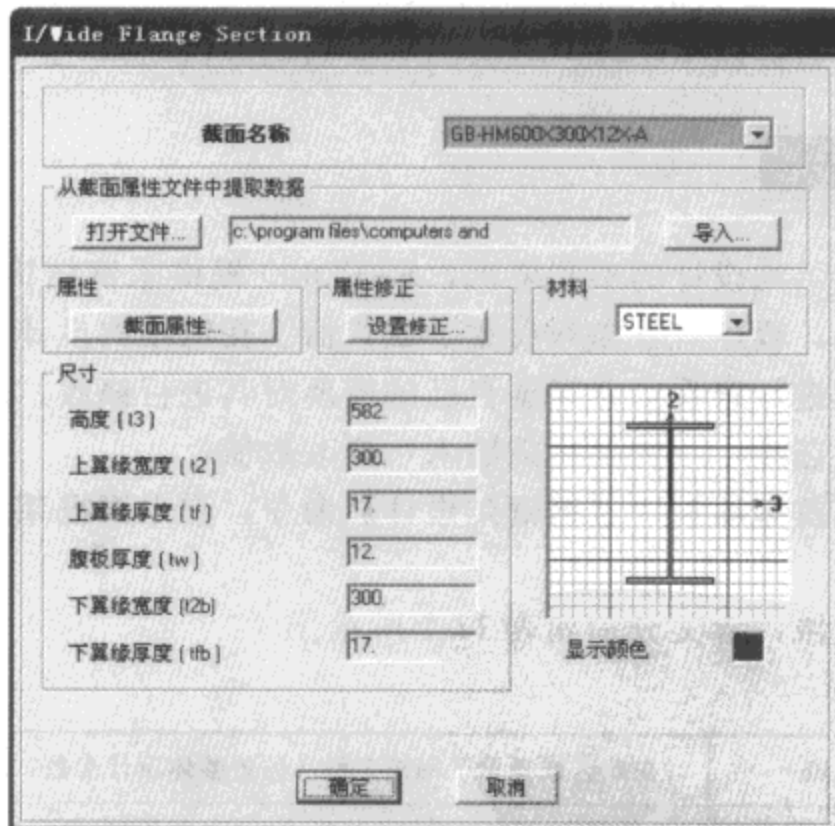 I/Wide Flange Section
截面名称 GB-HM600X300X12X-A
从截面属性文件中提取数据
打开文件... c:\program files\computers and 导入...
属性 属性修正 材料
截面属性... 设置修正... STEEL
尺寸
高度 ( t3 ) 582.
上翼缘宽度 ( t2 ) 300.
上翼缘厚度 ( tf ) 17.
腹板厚度 ( tw ) 12.
下翼缘宽度 (t2b) 300.
下翼缘厚度 ( tfb ) 17.
2
3
显示颜色
确定 取消